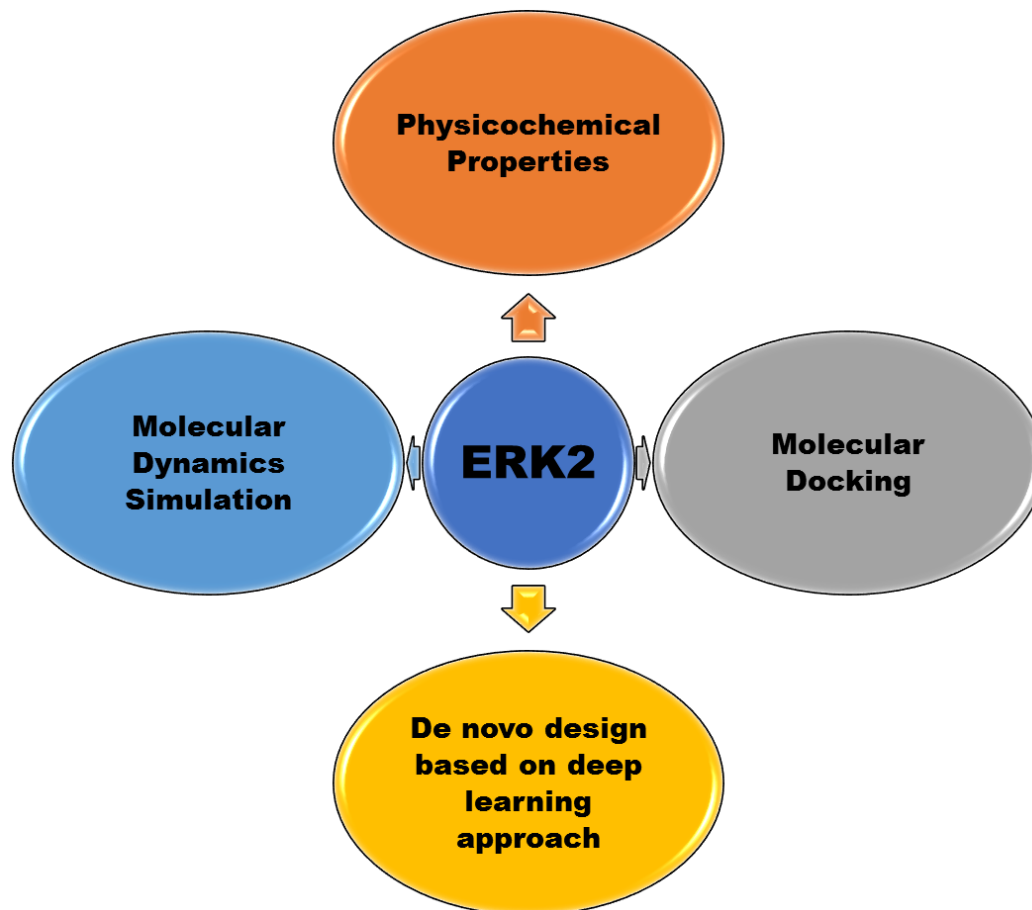 Physicochemical
Properties
Molecular
Dynamics
Simulation
ERK2
Molecular
Docking
De novo design
based on deep
learning
approach